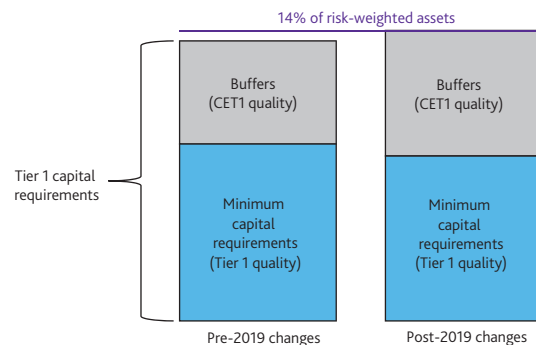 14% of risk-weighted assets
Buffers
(CET1 quality)
Buffers
(CET1 quality)
Tier 1 capital
requirements
Minimum
capital
requirements
(Tier 1 quality)
Minimum
capital
requirements
(Tier 1 quality)
Pre-2019 changes
Post-2019 changes